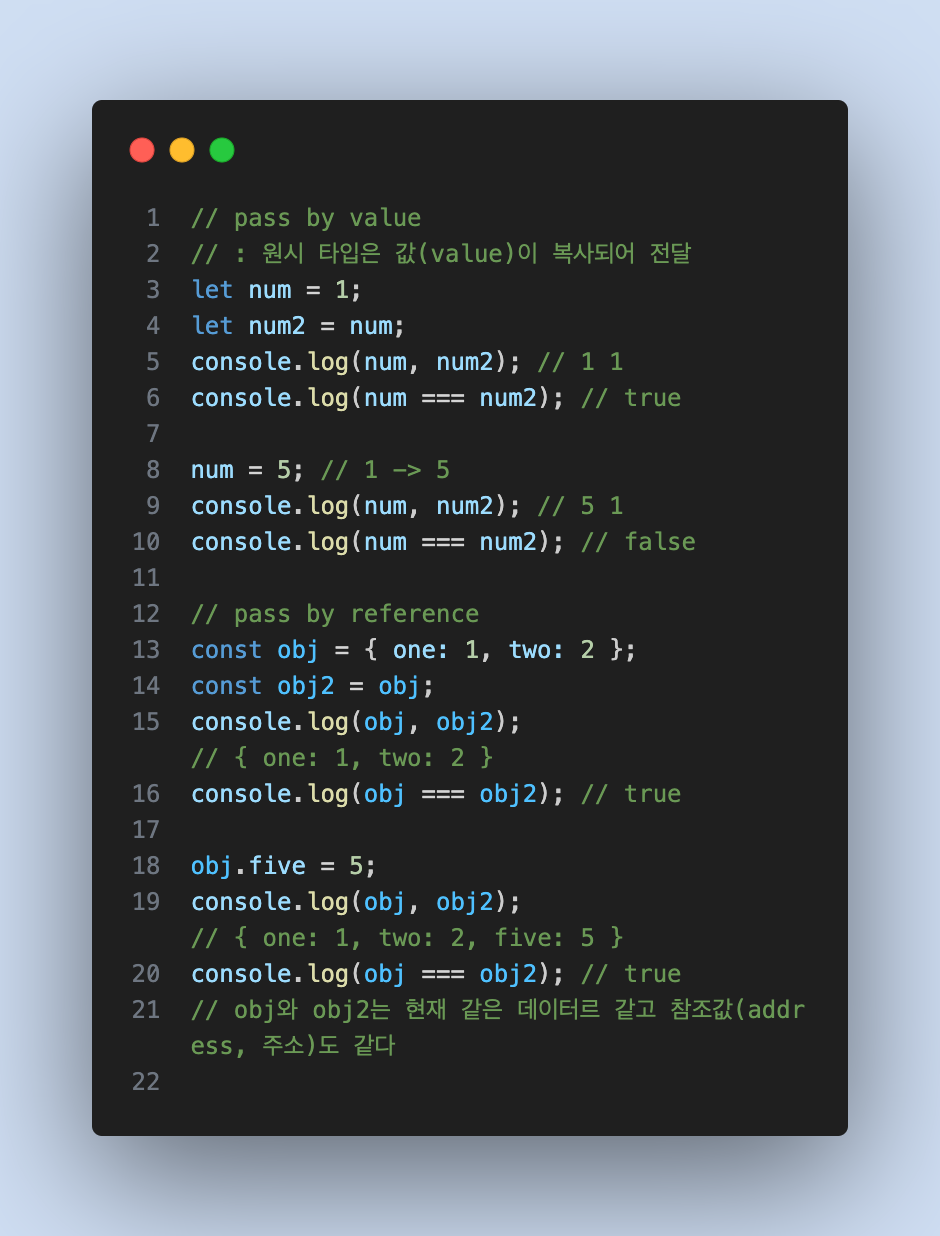 1 // pass by value
2 // : 원시 타입은 값(value)이 복사되어 전달
3 let num = 1;
4 let num2 = num;
5 console.log(num, num2); // 1 1
6 console.log(num === num2); // true
7
8 num = 5; // 1 -> 5
9 console.log(num, num2); // 5 1
10 console.log(num === num2); // false
11
12 // pass by reference
13 const obj = { one: 1, two: 2 };
14 const obj2 = obj;
15 console.log(obj, obj2);
// { one: 1, two: 2 }
16 console.log(obj === obj2); // true
17
18 obj.five = 5;
19 console.log(obj, obj2);
// { one: 1, two: 2, five: 5 }
20 console.log(obj === obj2); // true
21 // obj와 obj2는 현재 같은 데이터르 같고 참조값(addr
ess, 주소)도 같다
22